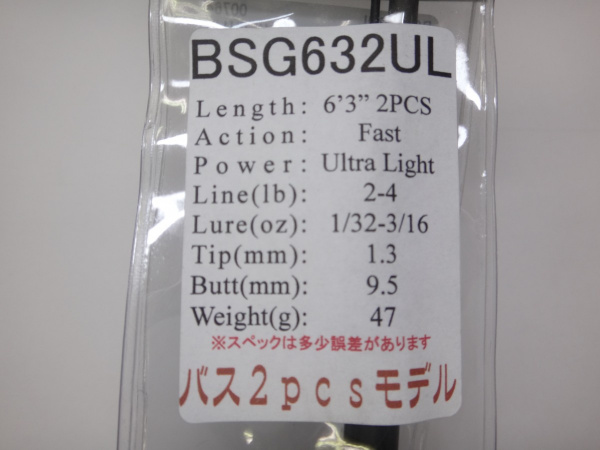 BSG632UL
Length: 6'3" 2PCS
Action: Fast
Power: Ultra Light
Line(lb): 2-4
Lure(oz): 1/32-3/16
Tip(mm): 1.3
Butt(mm): 9.5
Weight(g): 47
※スペックは多少誤差があります
バス2pcsモデル